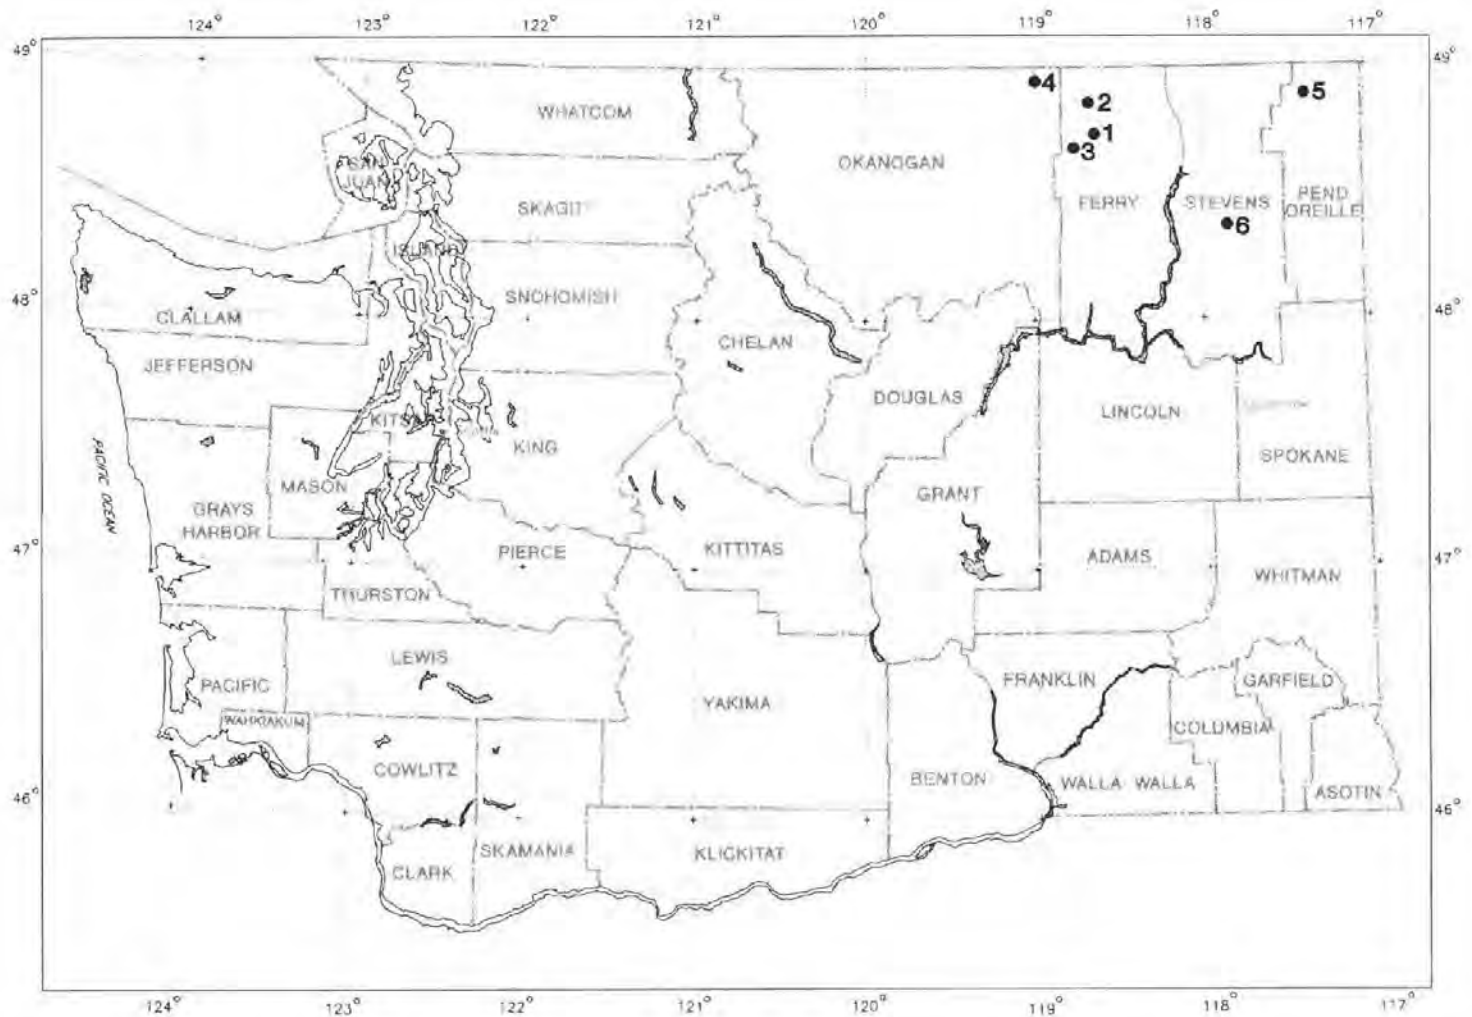 124° 123° 122° 121° 120° 119° 118° 117°
49° 49°
4
2
5
WHATCOM
1
3
OKANOGAN
SAN
JUAN
SKAGIT
FERRY
STEVENS
PEND
OREILLE
6
ISLAND
SNOHOMISH
48° 48°
CLALLAM
CHELAN
JEFFERSON
DOUGLAS
LINCOLN
KING
SPOKANE
MASON
GRANT
PACIFIC OCEAN
GRAYS
HARBOR
PIERCE
KITTITAS
ADAMS
WHITMAN
47° 47°
THURSTON
LEWIS
PACIFIC
YAKIMA
FRANKLIN
GARFIELD
WAHKIAKUM
COLUMBIA
COWLITZ
BENTON
WALLA WALLA
ASOTIN
46° 46°
SKAMANIA
KLICKITAT
CLARK
124° 123° 122° 121° 120° 119° 118° 117°